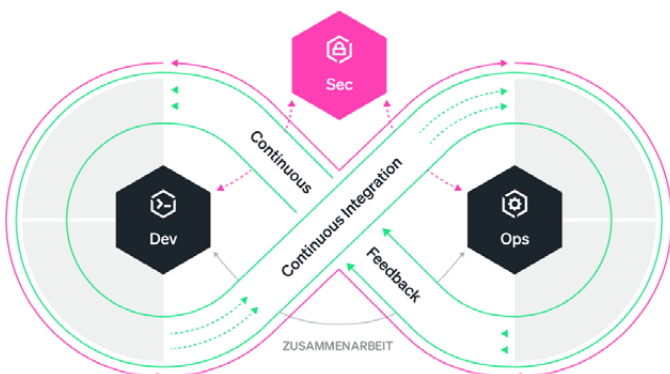 Sec
Continuous
Continuous Integration
Dev
Ops
Feedback
ZUSAMMENARBEIT